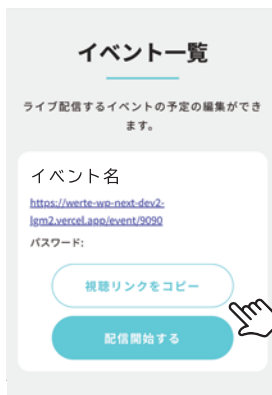 イベント一覧
ライブ配信するイベントの予定の編集ができ
ます。
イベント名
https://werte-wp-next-dev2-
lgm2.vercel.app/event/9090
パスワード:
視聴リンクをコピー
配信開始する